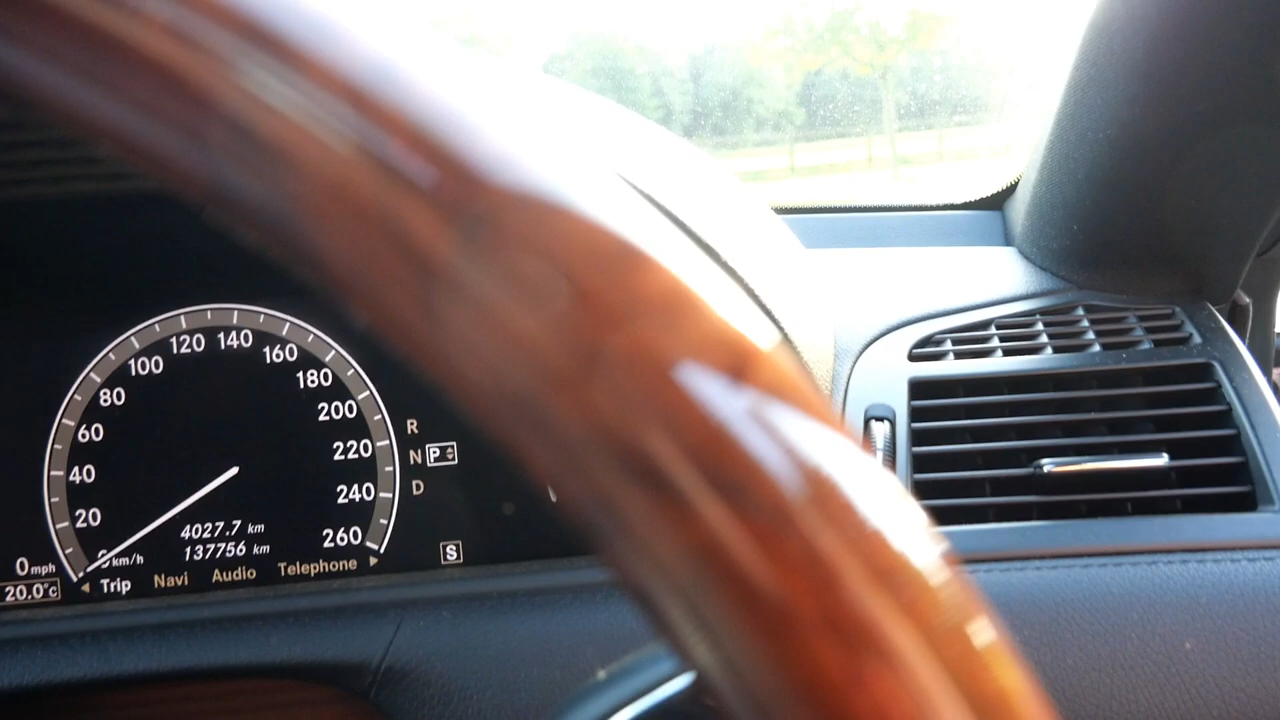 120 140
100 160
80 180
60 200
40 220
20 240
260
R
N P
D
4027.7 km
137756 km
0 mph
km/h
20.0°C
Trip Navi Audio Telephone
S